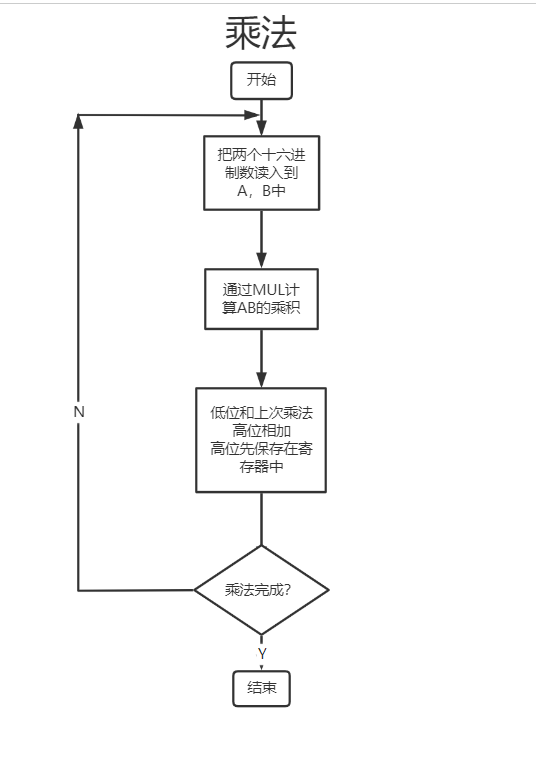 乘法
开始
把两个十六进
制数读入到
A，B中
通过MUL计
算AB的乘积
N
低位和上次乘法
高位相加
高位先保存在寄
存器中
乘法完成?
Y
结束